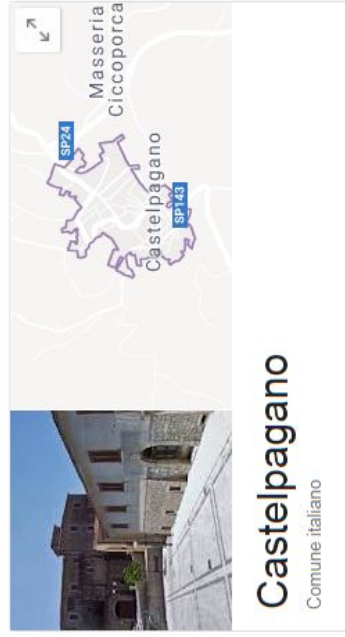 SP24
Masseria
Ciccoporca
Castelpagano
SP143
Castelpagano
Comune italiano